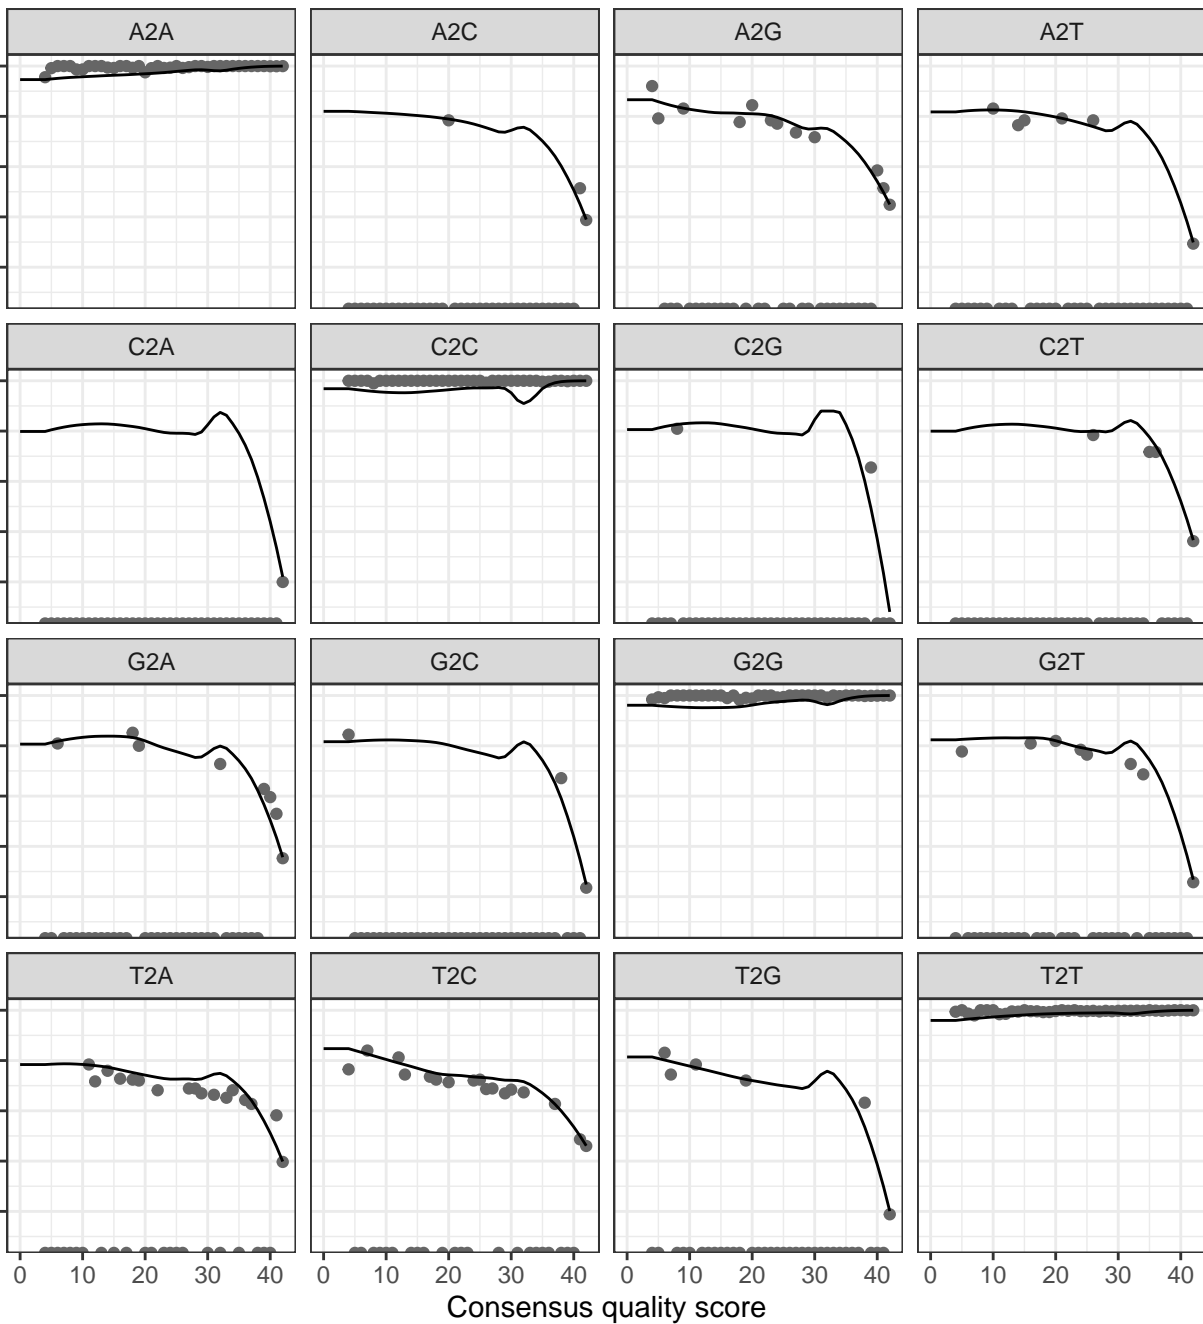 A2A A2C A2G A2T
C2A C2C C2G C2T
G2A G2C G2G G2T
T2A T2C T2G T2T
0 10 20 30 40 0 10 20 30 40 0 10 20 30 40 0 10 20 30 40
Consensus quality score